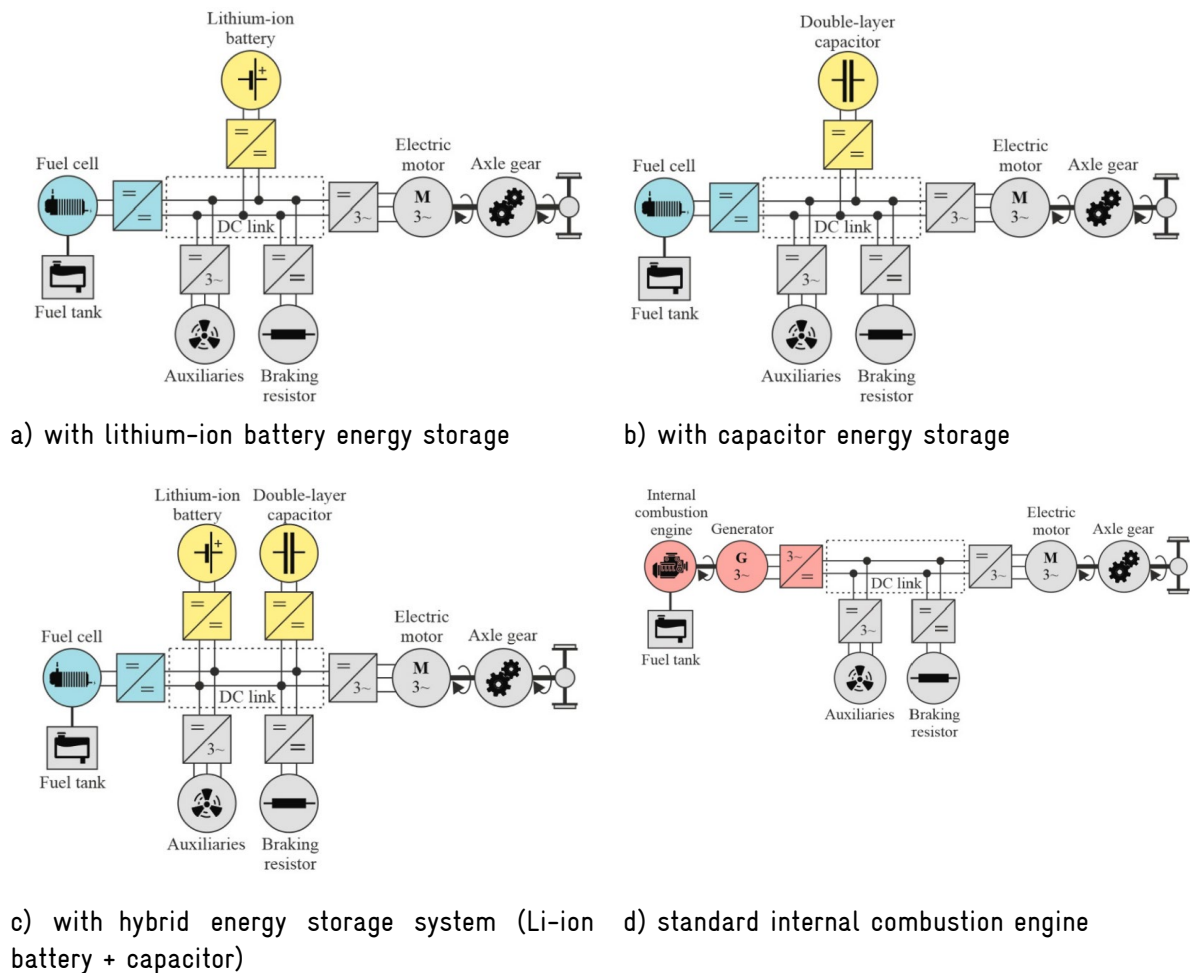 Lithium-ion
battery
+
Fuel cell
Electric
motor
Axle gear
M
3~
3~
DC link
3~
Fuel tank
Auxiliaries
Braking
resistor
a) with lithium-ion battery energy storage
Double-layer
capacitor
Fuel cell
Electric
motor
Axle gear
M
3~
3~
DC link
3~
Fuel tank
Auxiliaries
Braking
resistor
b) with capacitor energy storage
Lithium-ion
battery
Double-layer
capacitor
+
Fuel cell
Electric
motor
Axle gear
M
3~
3~
DC link
3~
Fuel tank
Auxiliaries
Braking
resistor
c) with hybrid energy storage system (Li-ion
battery + capacitor)
Internal
combustion
engine
Generator
Electric
motor
Axle gear
G
3~
3~
M
3~
3~
DC link
3~
Fuel tank
Auxiliaries
Braking
resistor
d) standard internal combustion engine